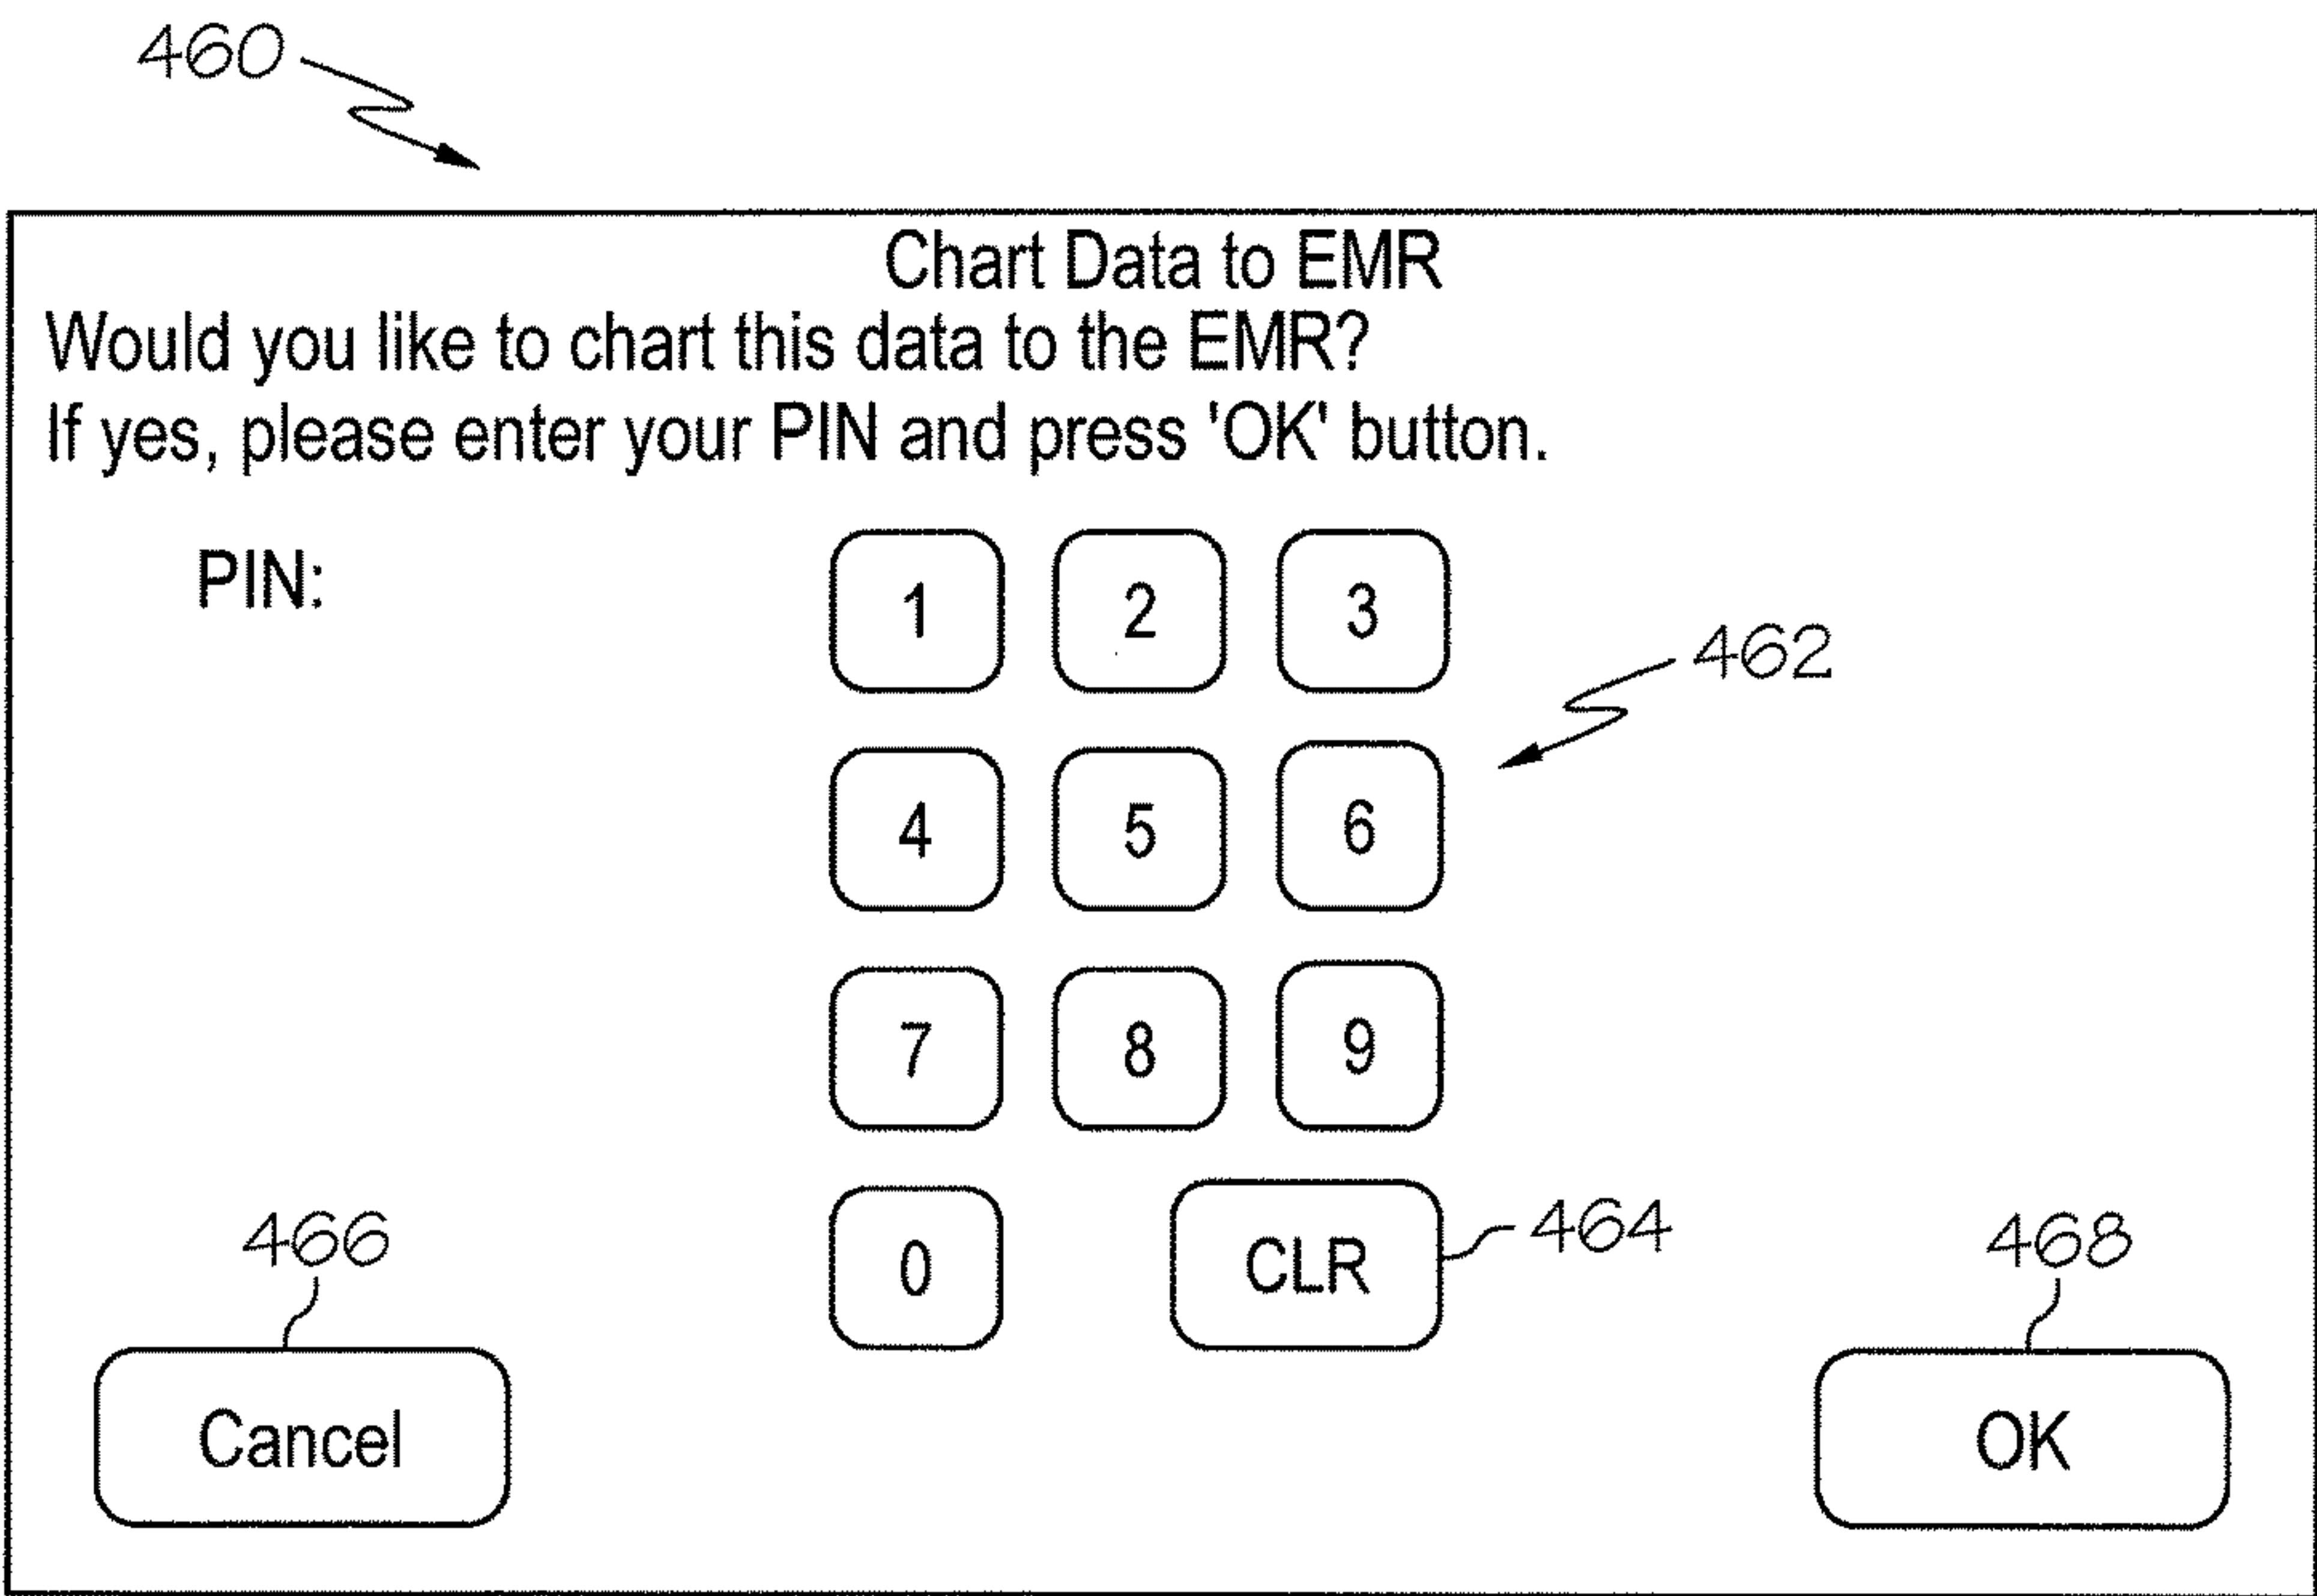 460
Chart Data to EMR
Would you like to chart this data to the EMR?
If yes, please enter your PIN and press 'OK' button.
PIN:
1 2 3
462
4 5 6
7 8 9
466
0 CLR 464
468
Cancel
OK